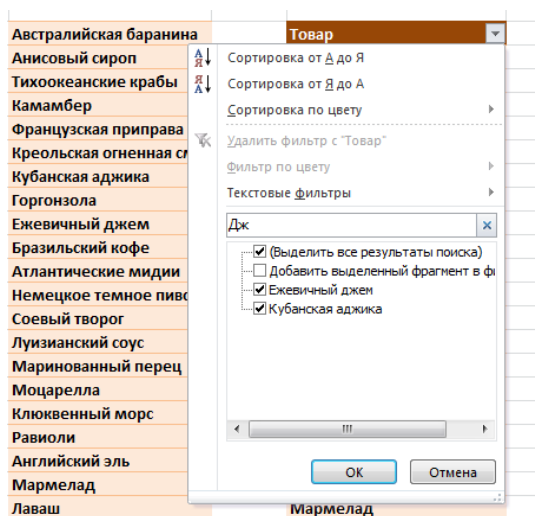 Австралийская баранина
Анисовый сироп
Тихоокеанские крабы
Камамбер
Французская приправа
Креольская огненная
Кубанская аджика
Горгонзола
Ежевичный джем
Бразильский кофе
Атлантические мидии
Немецкое темное
Соевый творог
Луизианский соус
Маринованный перец
Моцарелла
Клюквенный морс
Равиоли
Английский эль
Мармелад
Лаваш
Товар
Сортировка от А до Я
Сортировка от Я до А
Сортировка по цвету
Удалить фильтр с "Товар"
Фильтр по цвету
Текстовые фильтры
Дж
(Выделить все результаты поиска)
Добавить выделенный фрагмент в
Ежевичный джем
Кубанская аджика
ОК
Отмена
Мармелад